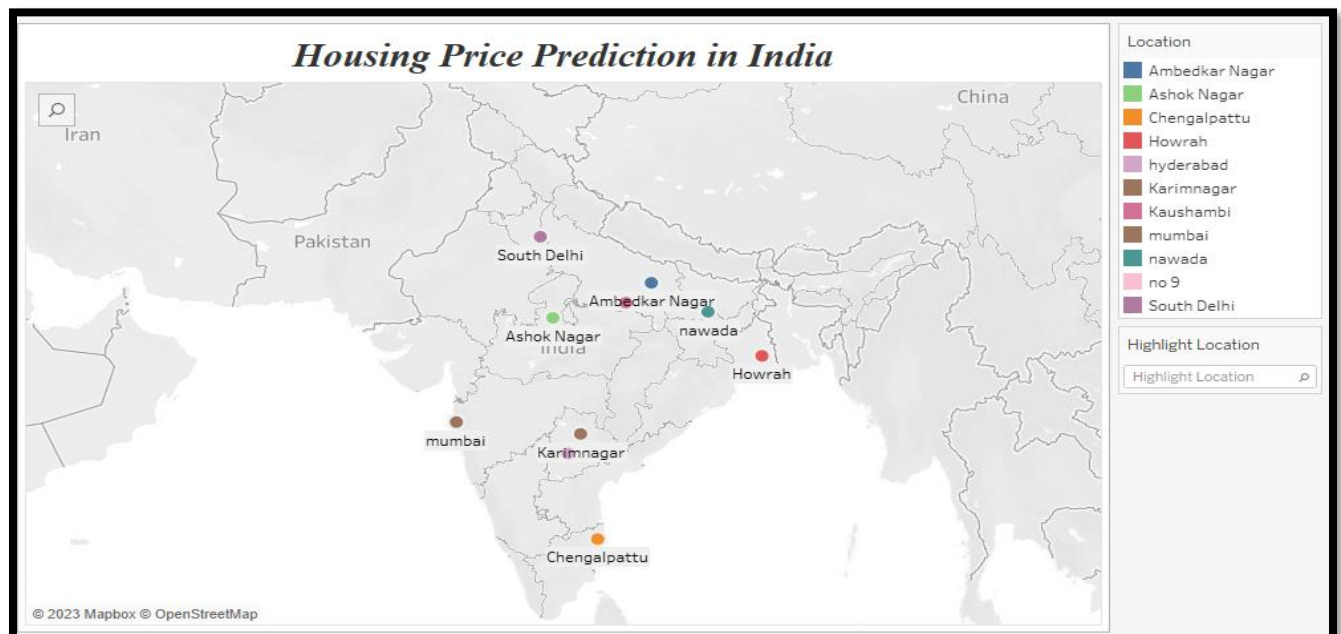 Housing Price Prediction in India
Iran
China
Pakistan
South Delhi
Ambedkar Nagar
nawada
Ashok Nagar
India
Howrah
mumbai
Karimnagar
Chengalpattu
© 2023 Mapbox © OpenStreetMap
Location
Ambedkar Nagar
Ashok Nagar
Chengalpattu
Howrah
hyderabad
Karimnagar
Kaushambi
mumbai
nawada
no 9
South Delhi
Highlight Location
Highlight Location